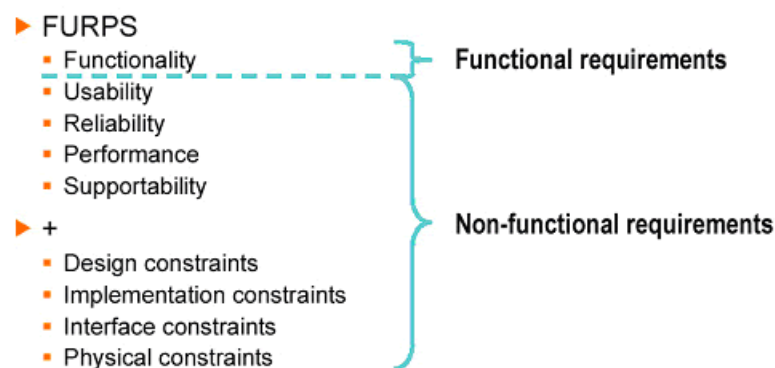 FURPS
Functionality
Functional requirements
Usability
Reliability
Performance
Supportability
+
Non-functional requirements
Design constraints
Implementation constraints
Interface constraints
Physical constraints